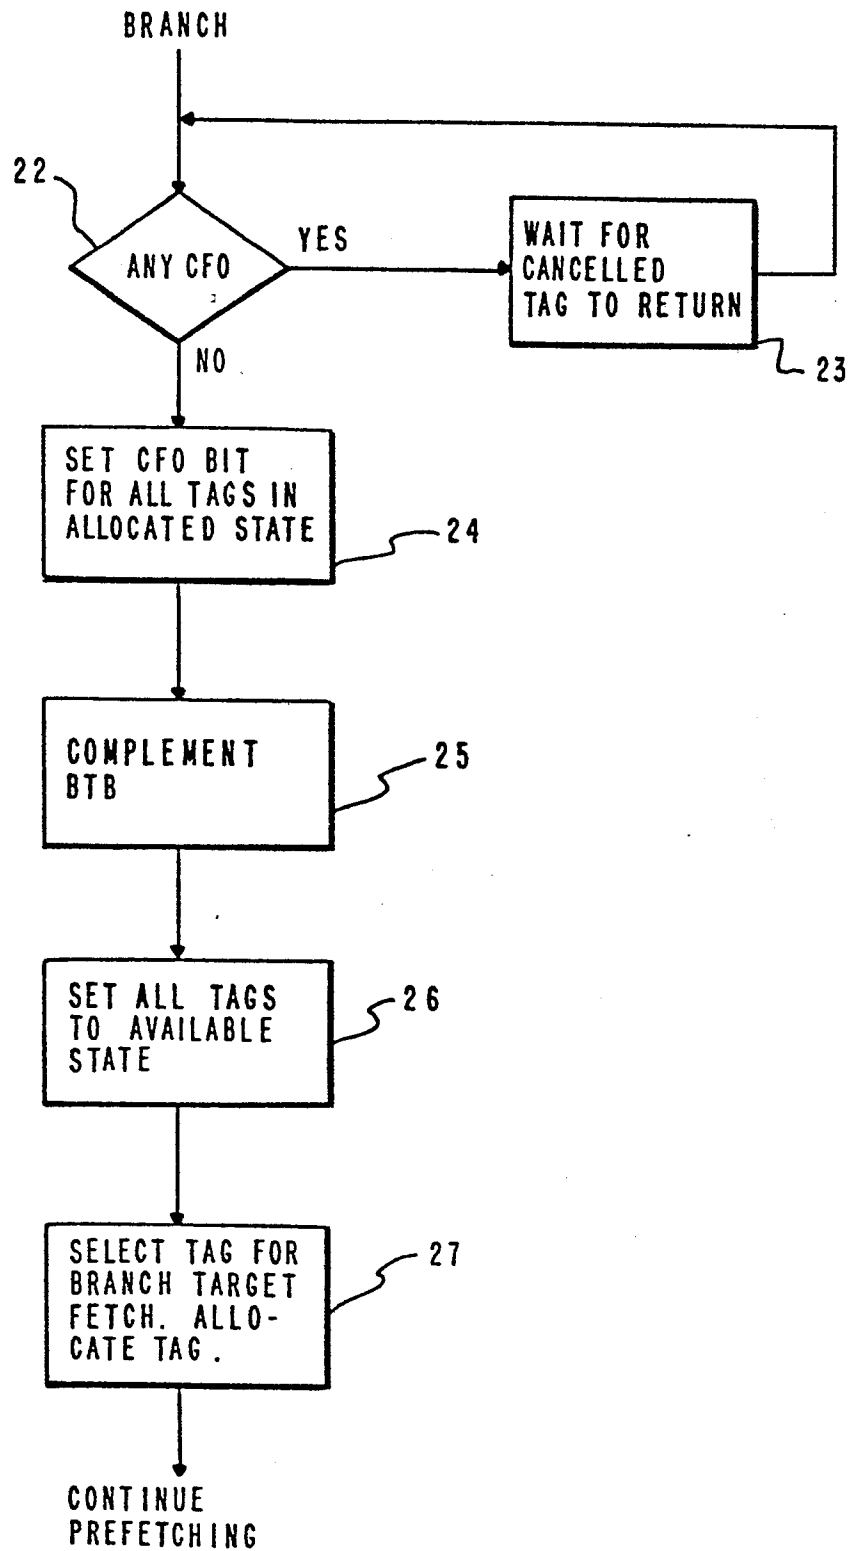 BRANCH
22
ANY CFO
YES
WAIT FOR
CANCELLED
TAG TO RETURN
23
NO
SET CFO BIT
FOR ALL TAGS IN
ALLOCATED STATE
24
COMPLEMENT
BTB
25
SET ALL TAGS
TO AVAILABLE
STATE
26
SELECT TAG FOR
BRANCH TARGET
FETCH. ALLO-
CATE TAG.
27
CONTINUE
PREFETCHING